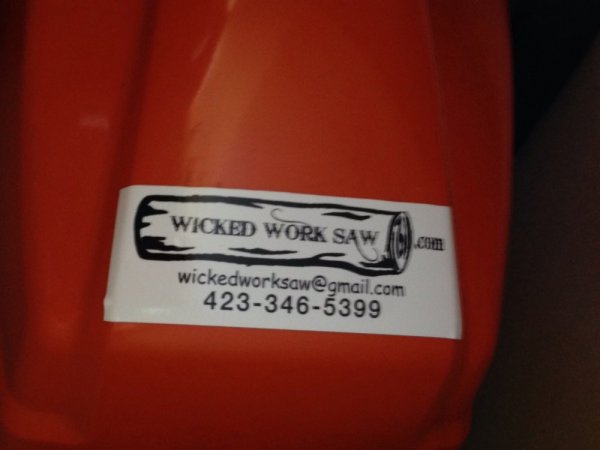 WICKED WORK SAW .com
wickedworksaw@gmail.com
423-346-5399